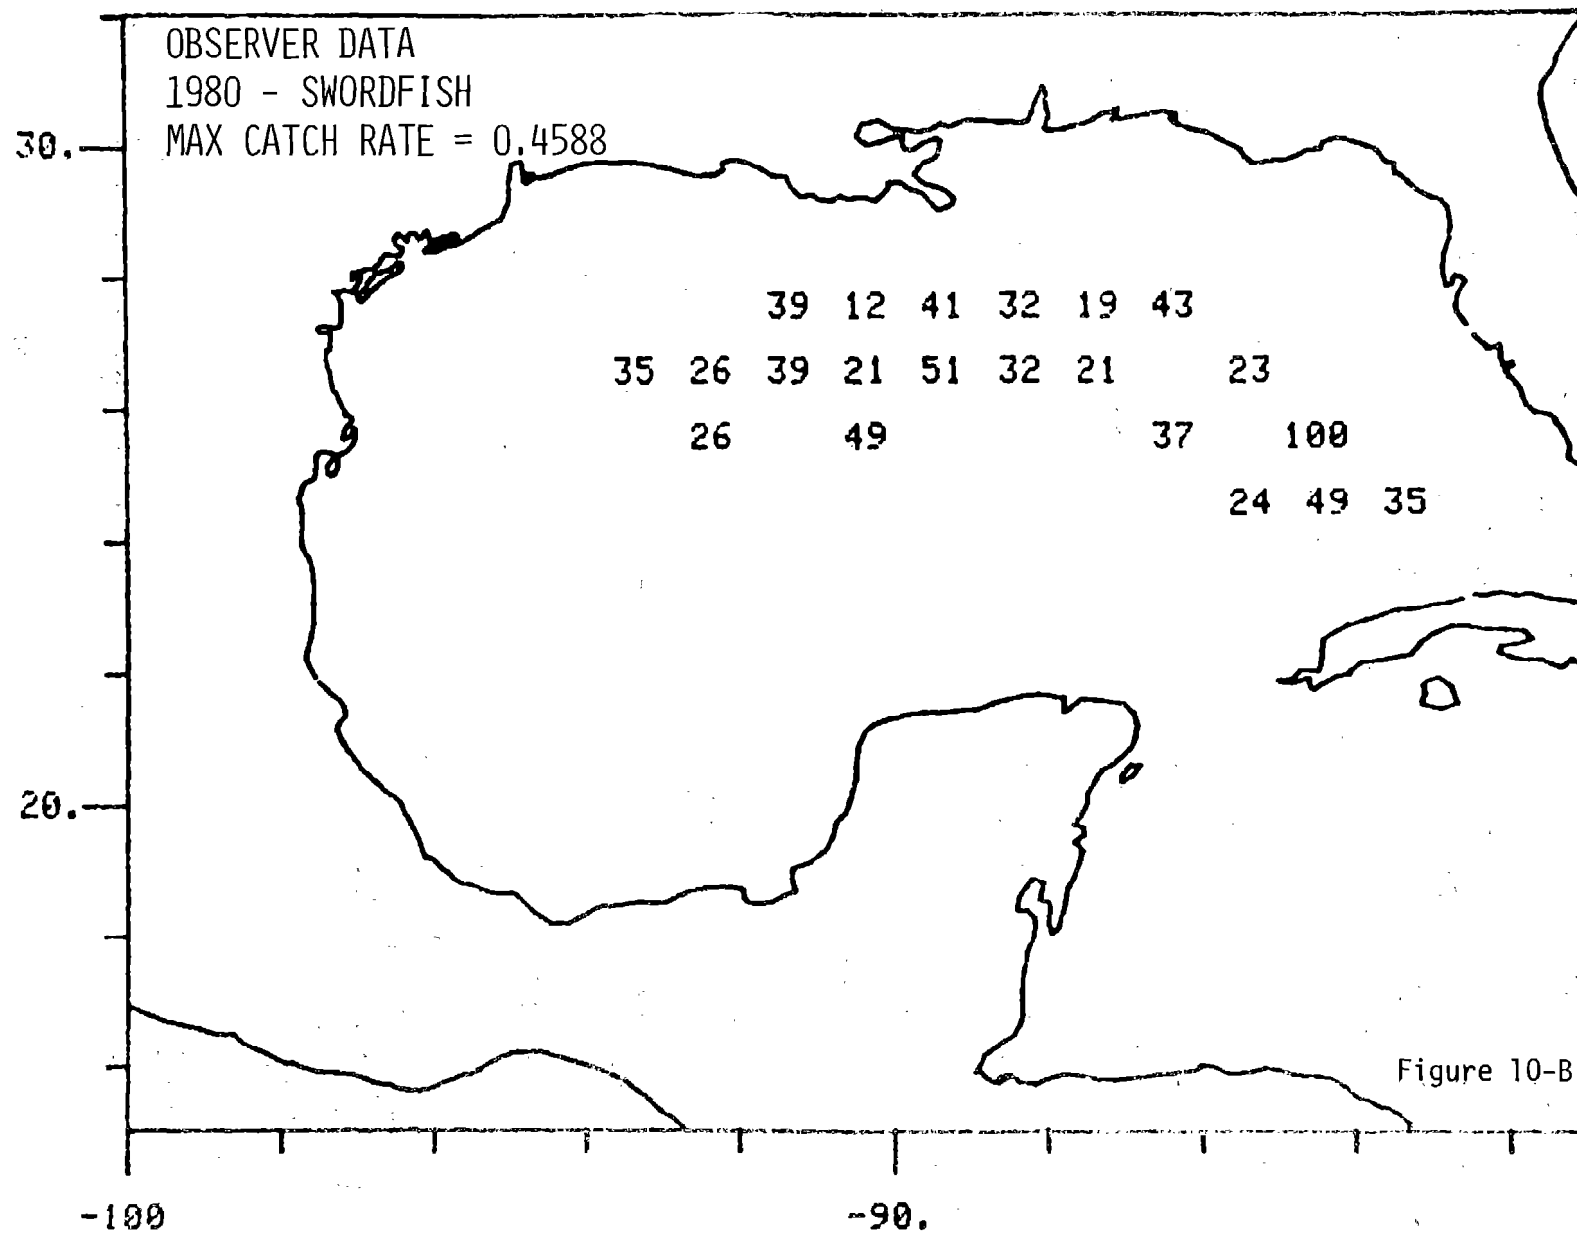 OBSERVER DATA
1980 - SWORDFISH
MAX CATCH RATE = 0.4588
30.
39 12 41 32 19 43
35 26 39 21 51 32 21 23
26 49 37 100
24 49 35
20.
Figure 10-B
-100 -90.